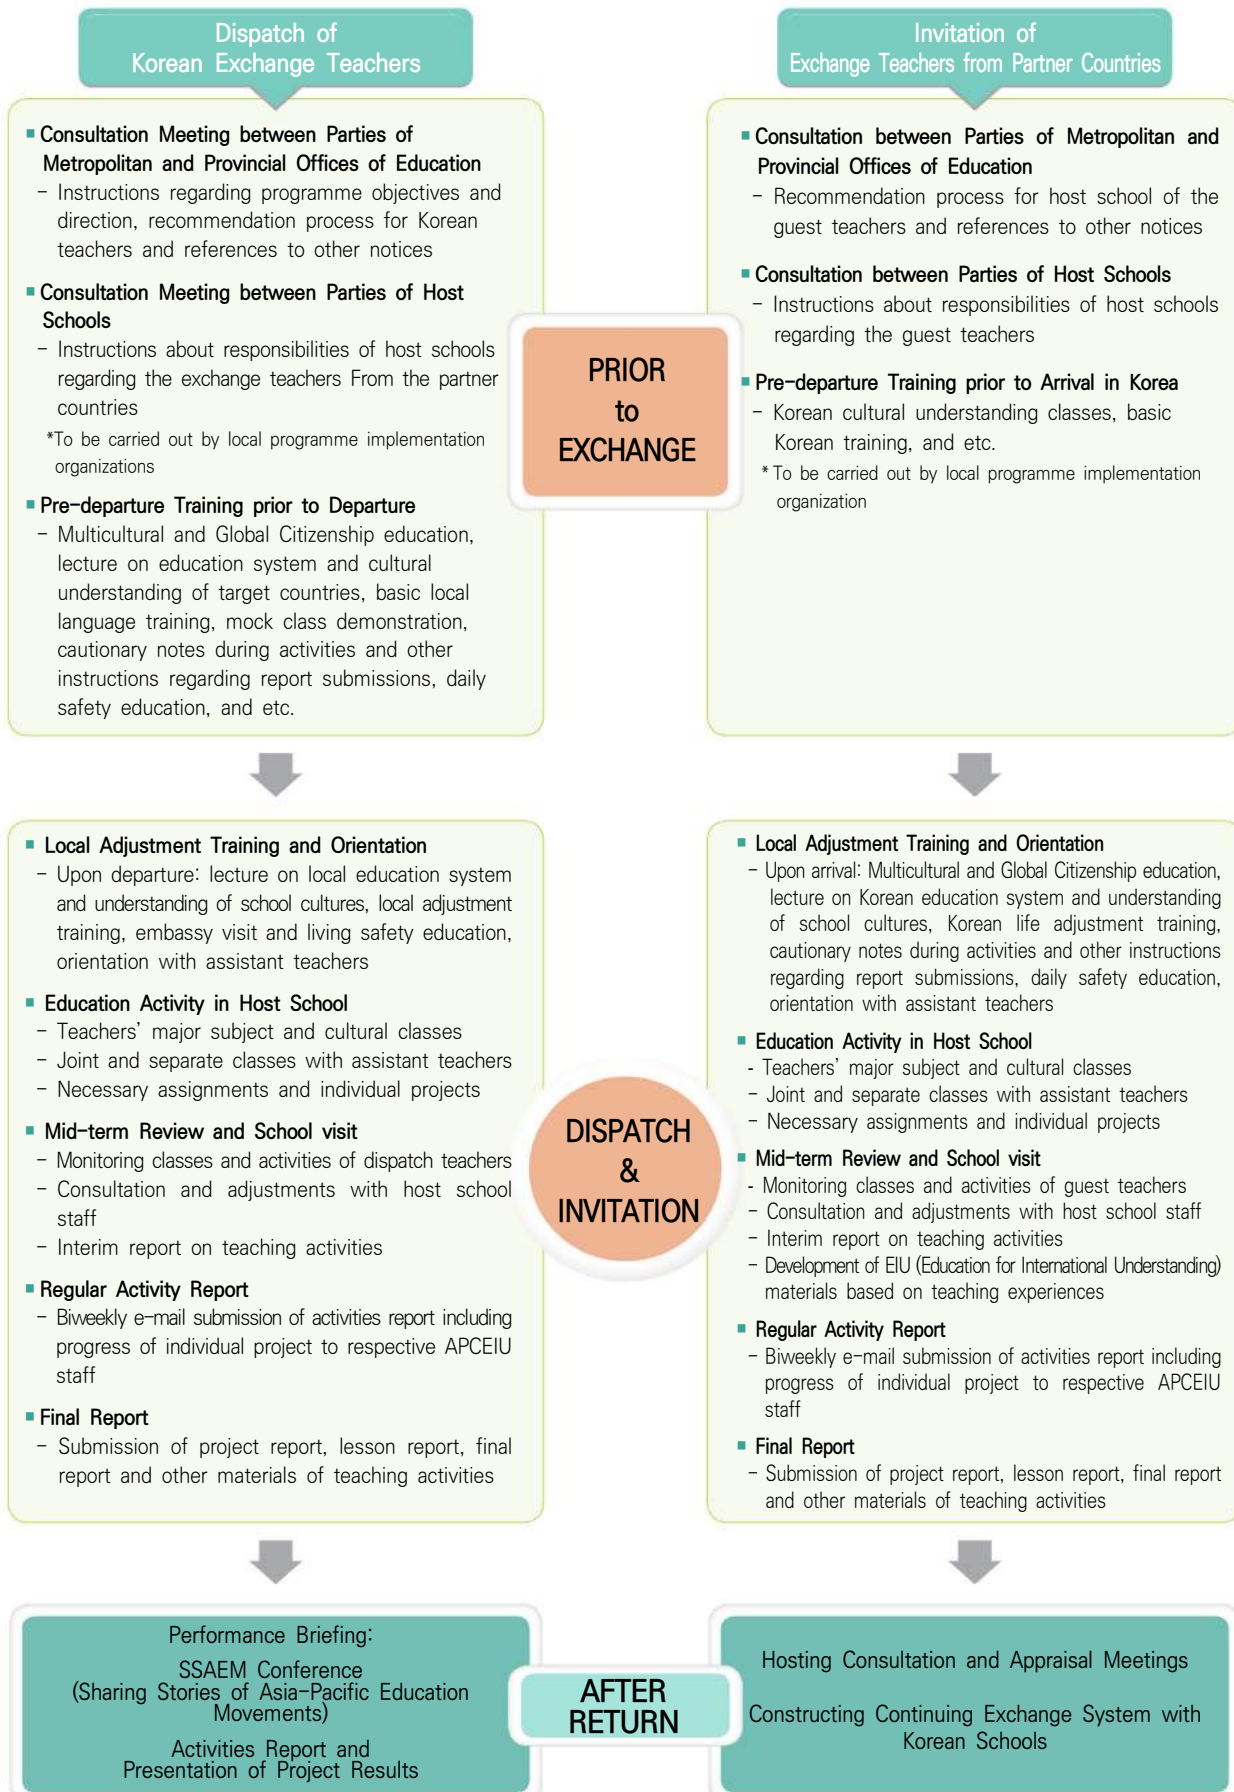 Dispatch of
Korean Exchange Teachers
■ Consultation Meeting between Parties of
Metropolitan and Provincial Offices of Education
− Instructions regarding programme objectives and
direction, recommendation process for Korean
teachers and references to other notices
■ Consultation Meeting between Parties of Host
Schools
− Instructions about responsibilities of host schools
regarding the exchange teachers From the partner
countries
*To be carried out by local programme implementation
organizations
■ Pre-departure Training prior to Departure
− Multicultural and Global Citizenship education,
lecture on education system and cultural
understanding of target countries, basic local
language training, mock class demonstration,
cautionary notes during activities and other
instructions regarding report submissions, daily
safety education, and etc.
Invitation of
Exchange Teachers from Partner Countries
■ Consultation between Parties of Metropolitan and
Provincial Offices of Education
− Recommendation process for host school of the
guest teachers and references to other notices
■ Consultation between Parties of Host Schools
− Instructions about responsibilities of host schools
regarding the guest teachers
■ Pre-departure Training prior to Arrival in Korea
− Korean cultural understanding classes, basic
Korean training, and etc.
* To be carried out by local programme implementation
organization
PRIOR
to
EXCHANGE
■ Local Adjustment Training and Orientation
− Upon departure: lecture on local education system
and understanding of school cultures, local adjustment
training, embassy visit and living safety education,
orientation with assistant teachers
■ Education Activity in Host School
− Teachers’ major subject and cultural classes
− Joint and separate classes with assistant teachers
− Necessary assignments and individual projects
■ Mid-term Review and School visit
− Monitoring classes and activities of dispatch teachers
− Consultation and adjustments with host school
staff
− Interim report on teaching activities
■ Regular Activity Report
− Biweekly e-mail submission of activities report including
progress of individual project to respective APCEIU
staff
■ Final Report
− Submission of project report, lesson report, final
report and other materials of teaching activities
■ Local Adjustment Training and Orientation
− Upon arrival: Multicultural and Global Citizenship education,
lecture on Korean education system and understanding
of school cultures, Korean life adjustment training,
cautionary notes during activities and other instructions
regarding report submissions, daily safety education,
orientation with assistant teachers
■ Education Activity in Host School
- Teachers’ major subject and cultural classes
− Joint and separate classes with assistant teachers
− Necessary assignments and individual projects
■ Mid-term Review and School visit
- Monitoring classes and activities of guest teachers
− Consultation and adjustments with host school staff
− Interim report on teaching activities
− Development of EIU (Education for International Understanding)
materials based on teaching experiences
■ Regular Activity Report
− Biweekly e-mail submission of activities report including
progress of individual project to respective APCEIU
staff
■ Final Report
− Submission of project report, lesson report, final report
and other materials of teaching activities
DISPATCH
&
INVITATION
Performance Briefing:
SSAEM Conference
(Sharing Stories of Asia-Pacific Education
Movements)
Activities Report and
Presentation of Project Results
AFTER
RETURN
Hosting Consultation and Appraisal Meetings
Constructing Continuing Exchange System with
Korean Schools